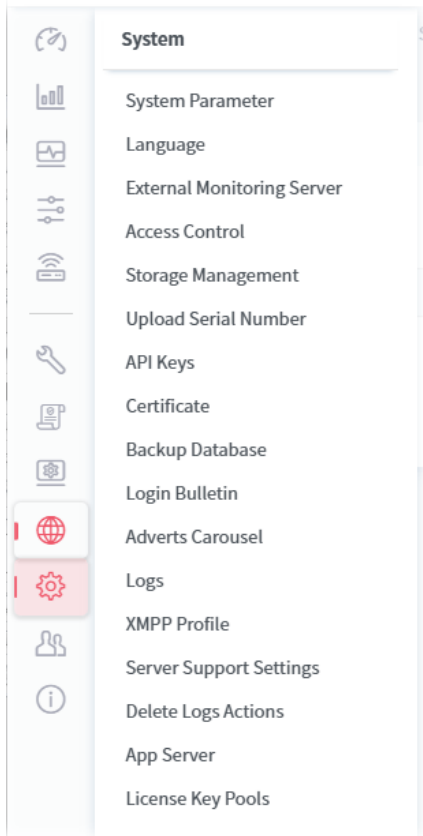 System
System Parameter
Language
External Monitoring Server
Access Control
Storage Management
Upload Serial Number
API Keys
Certificate
Backup Database
Login Bulletin
Adverts Carousel
Logs
XMPP Profile
Server Support Settings
Delete Logs Actions
App Server
License Key Pools